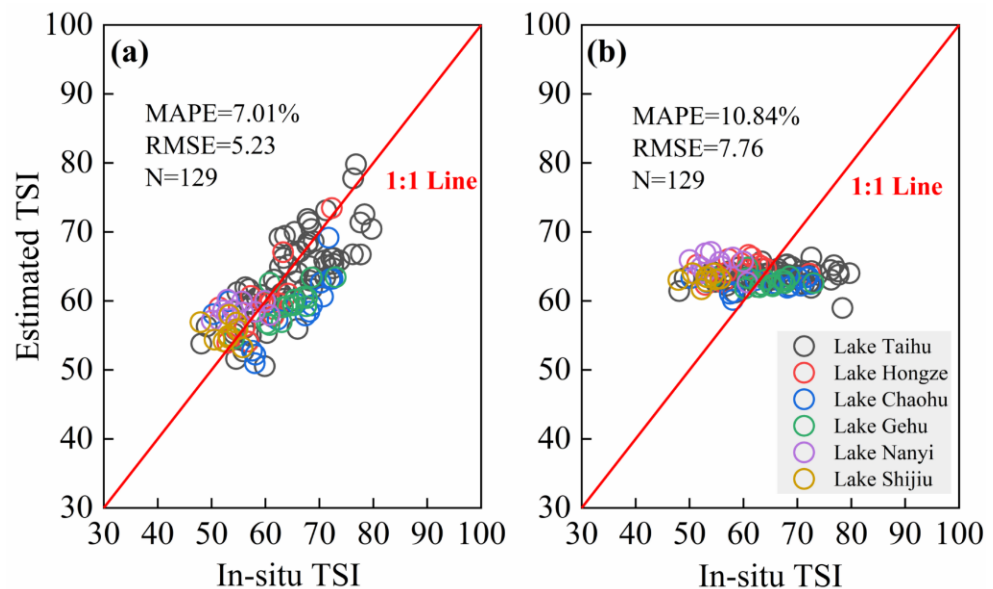 (a)
MAPE=7.01%
RMSE=5.23
N=129
1:1 Line
Estimated TSI
100
90
80
70
60
50
40
30
30 40 50 60 70 80 90 100
In-situ TSI
(b)
MAPE=10.84%
RMSE=7.76
N=129
1:1 Line
Lake Taihu
Lake Hongze
Lake Chaohu
Lake Gehu
Lake Nanyi
Lake Shijiu
100
90
80
70
60
50
40
30
30 40 50 60 70 80 90 100
In-situ TSI